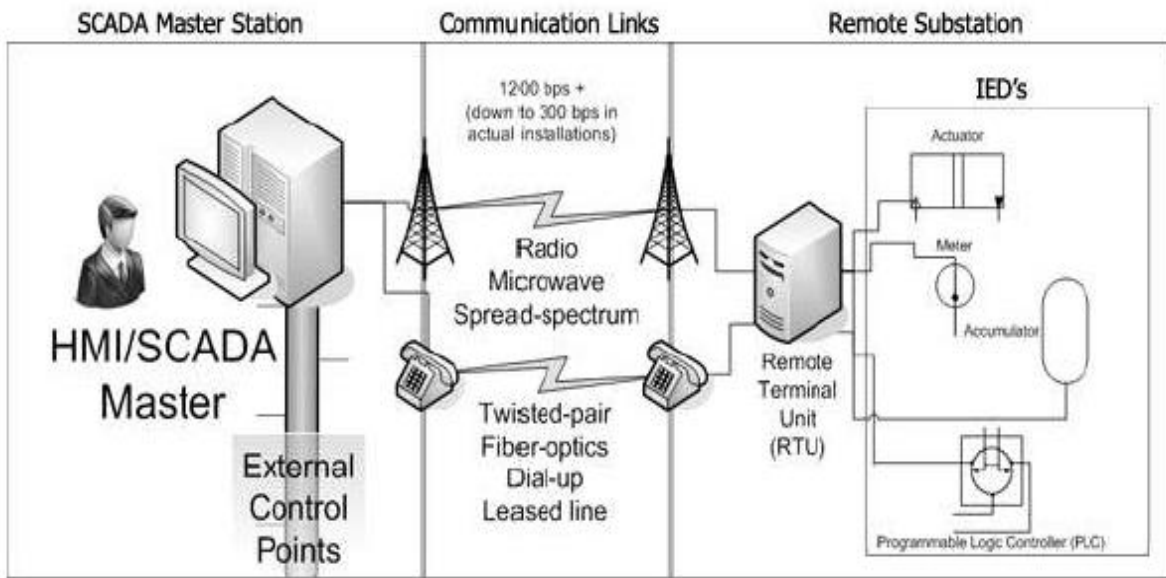 SCADA Master Station
Communication Links
Remote Substation
1200 bps +
(down to 300 bps in
actual installations)
IED's
Actuator
Meter
Accumulator
Radio
Microwave
Spread-spectrum
HMI/SCADA
Master
Remote
Terminal
Unit
(RTU)
Twisted-pair
Fiber-optics
Dial-up
Leased line
External
Control
Points
Programmable Logic Controller (PLC)